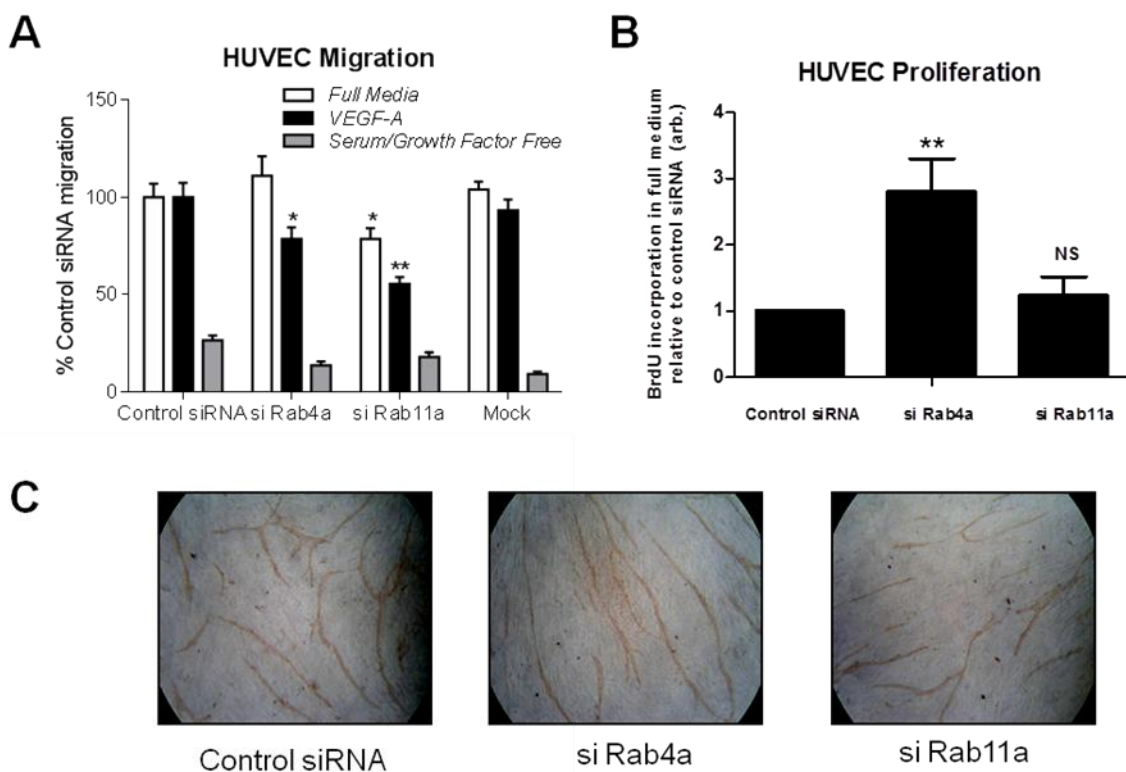 A
HUVEC Migration
Full Media
VEGF-A
Serum/Growth Factor Free
% Control siRNA migration
150
100
50
0
*
*
**
Control siRNA
si Rab4a
si Rab11a
Mock
B
HUVEC Proliferation
BrdU incorporation in full medium
relative to control siRNA (arb.)
4
3
2
1
0
**
NS
Control siRNA
si Rab4a
si Rab11a
C
Control siRNA
si Rab4a
si Rab11a